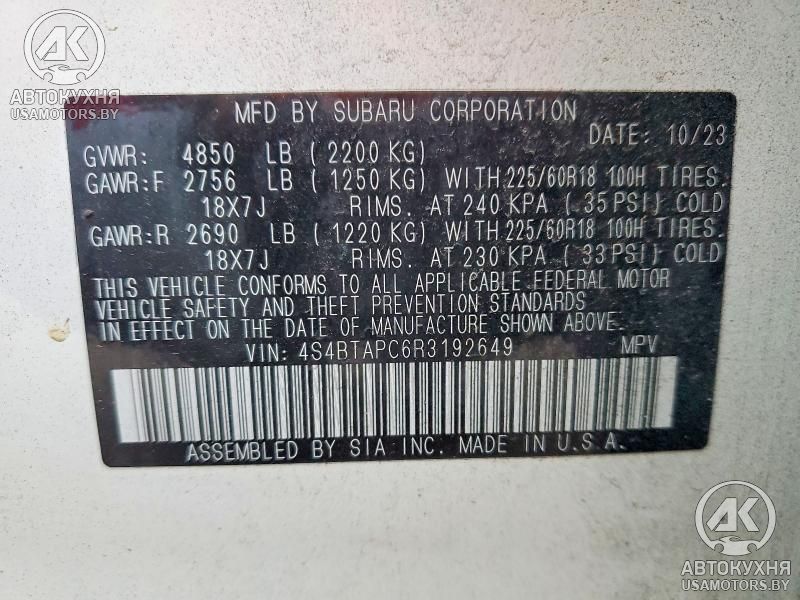 AK
АВТОКУХНЯ
USAMOTORS.BY
MFD BY SUBARU CORPORATION
DATE: 10/23
GVWR: 4850 LB (2200 KG)
GAWR:F 2756 LB (1250 KG) WITH 225/60R18 100H TIRES.
18X7J RIMS. AT 240 KPA (.35 PSI) COLD
GAWR:R 2690 LB (1220 KG) WITH 225/60R18 100H TIRES.
18X7J RIMS. AT 230 KPA (.33 PSI) COLD
THIS VEHICLE CONFORMS TO ALL APPLICABLE FEDERAL MOTOR
VEHICLE SAFETY AND THEFT PREVENTION STANDARDS
IN EFFECT ON THE DATE OF MANUFACTURE SHOWN ABOVE.
VIN: 4S4BTAPC6R3192649 MPV
ASSEMBLED BY SIA INC. MADE IN U.S.A.
AK
АВТОКУХНЯ
USAMOTORS.BY